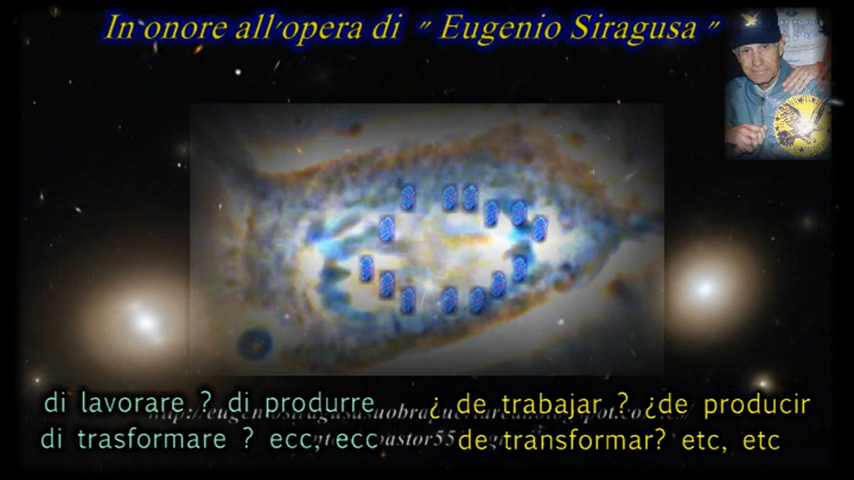 In onore all'opera di " Eugenio Siragusa "
di lavorare ? di produrre
di trasformare ? ecc, ecc
¿ de trabajar ? ¿de producir
de transformar? etc, etc